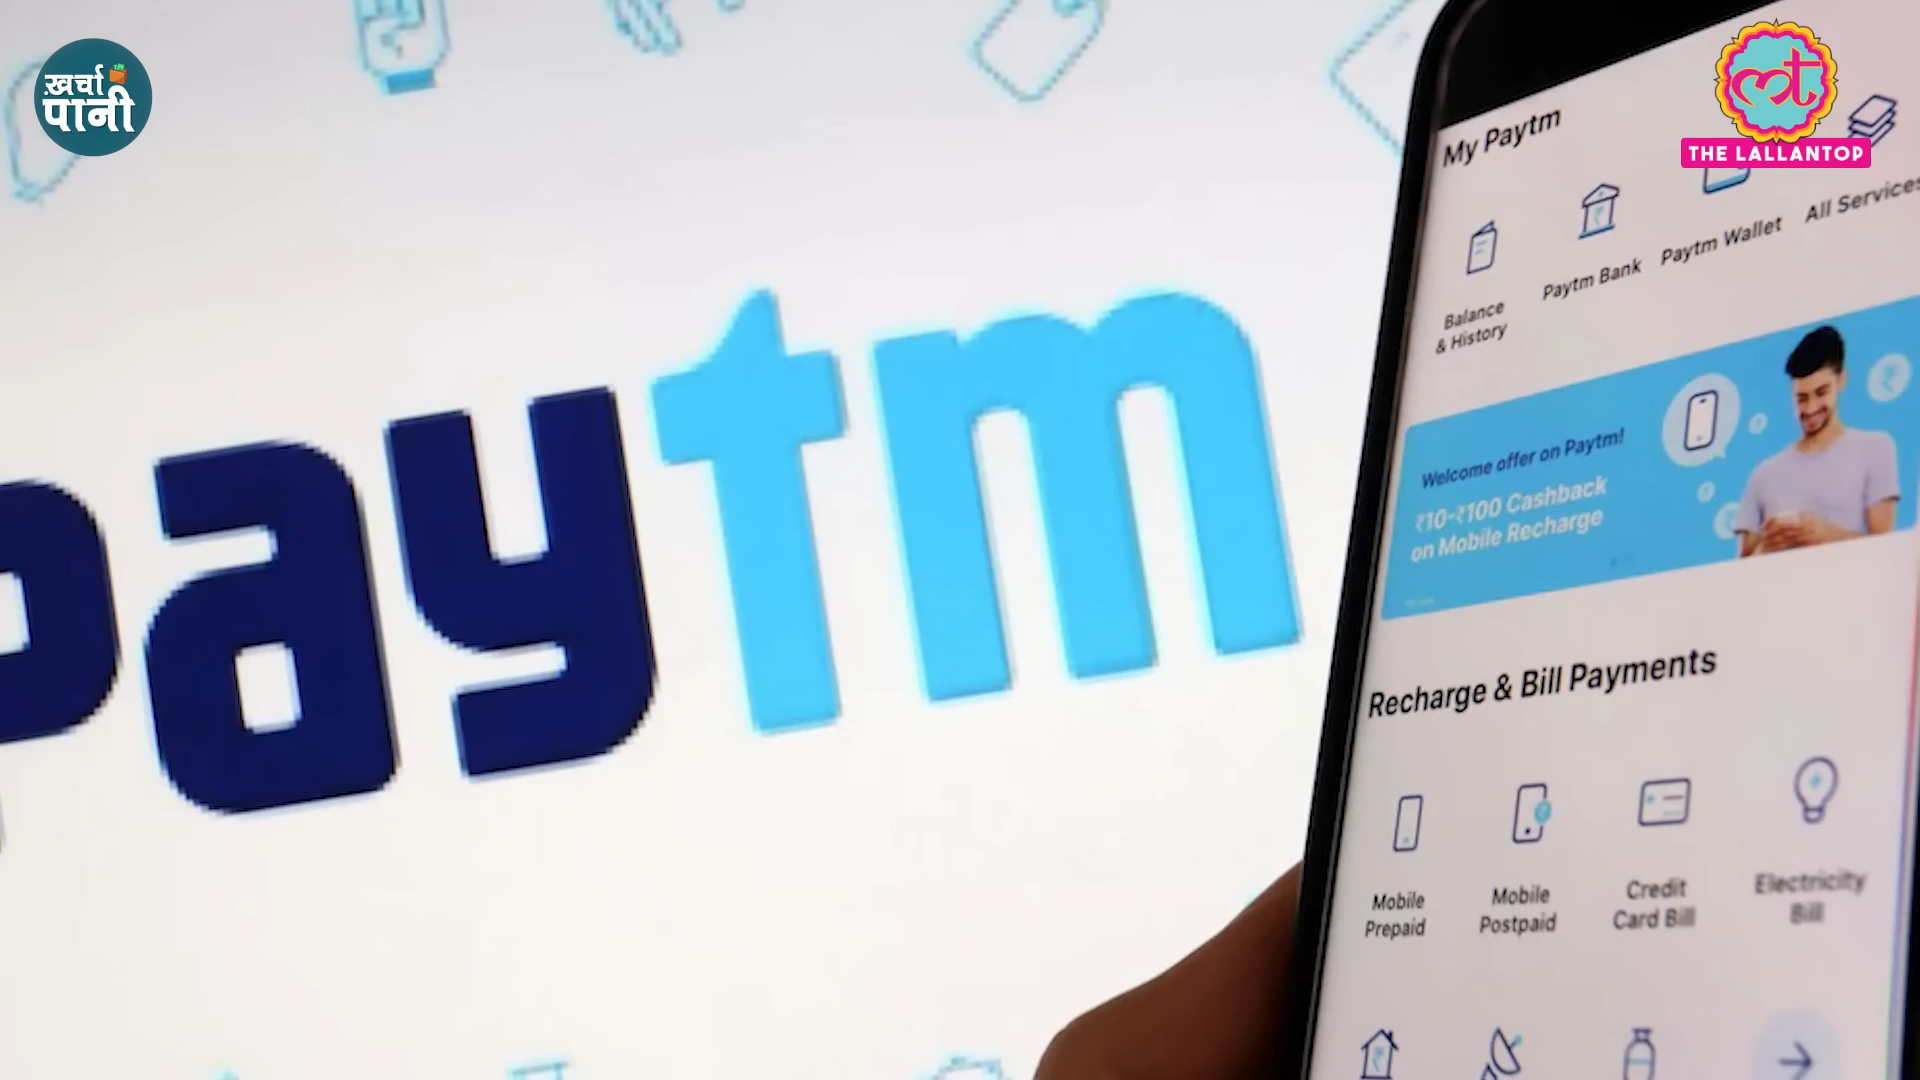 ख़र्चा
पानी
THE LALLANTOP
paytm
My Paytm
Balance
& History
Paytm Bank
Paytm Wallet
All Services
Welcome offer on Paytm!
₹10-₹100 Cashback
on Mobile Recharge
Recharge & Bill Payments
Mobile
Prepaid
Mobile
Postpaid
Credit
Card Bill
Electricity
Bill